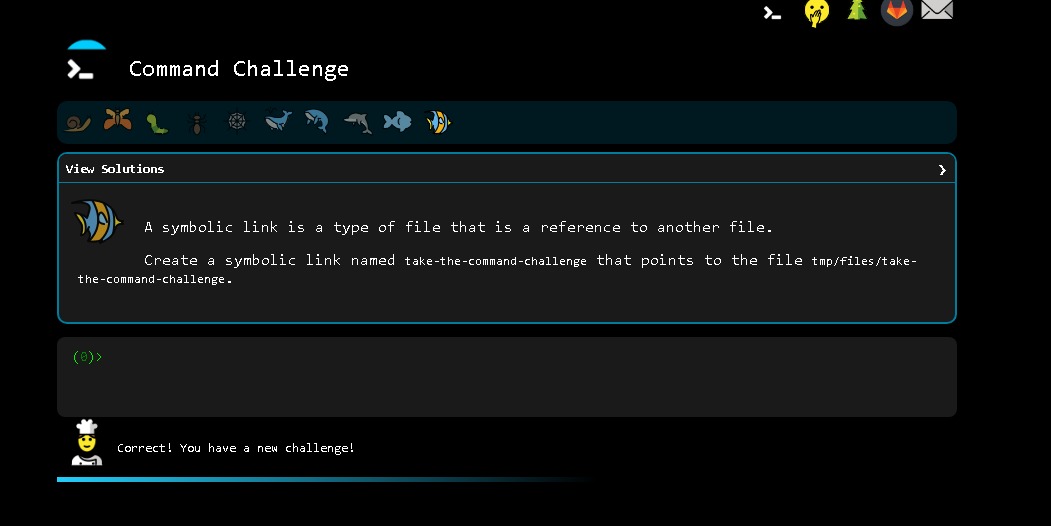 Command Challenge
View Solutions
A symbolic link is a type of file that is a reference to another file.
Create a symbolic link named take-the-command-challenge that points to the file tmp/files/take-
the-command-challenge.
(0)>
Correct! You have a new challenge!